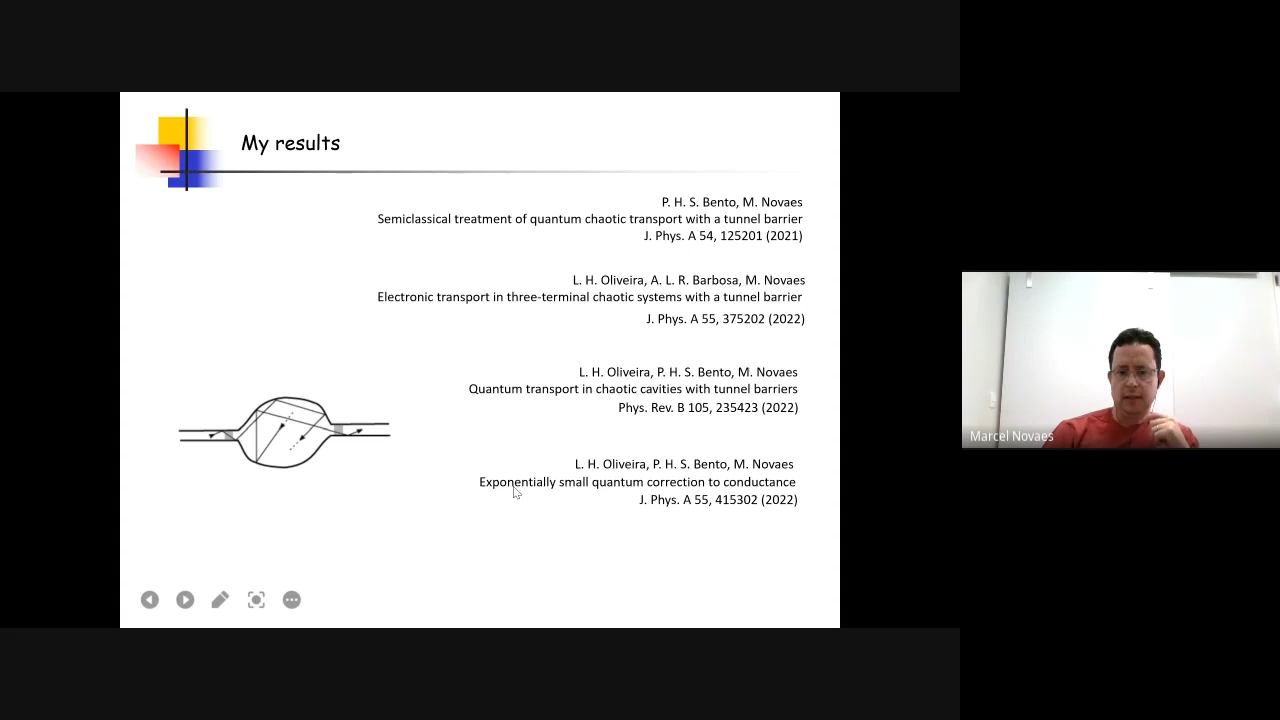 My results
P. H. S. Bento, M. Novaes
Semiclassical treatment of quantum chaotic transport with a tunnel barrier
J. Phys. A 54, 125201 (2021)
L. H. Oliveira, A. L. R. Barbosa, M. Novaes
Electronic transport in three-terminal chaotic systems with a tunnel barrier
J. Phys. A 55, 375202 (2022)
L. H. Oliveira, P. H. S. Bento, M. Novaes
Quantum transport in chaotic cavities with tunnel barriers
Phys. Rev. B 105, 235423 (2022)
L. H. Oliveira, P. H. S. Bento, M. Novaes
Exponentially small quantum correction to conductance
J. Phys. A 55, 415302 (2022)
Marcel Novaes